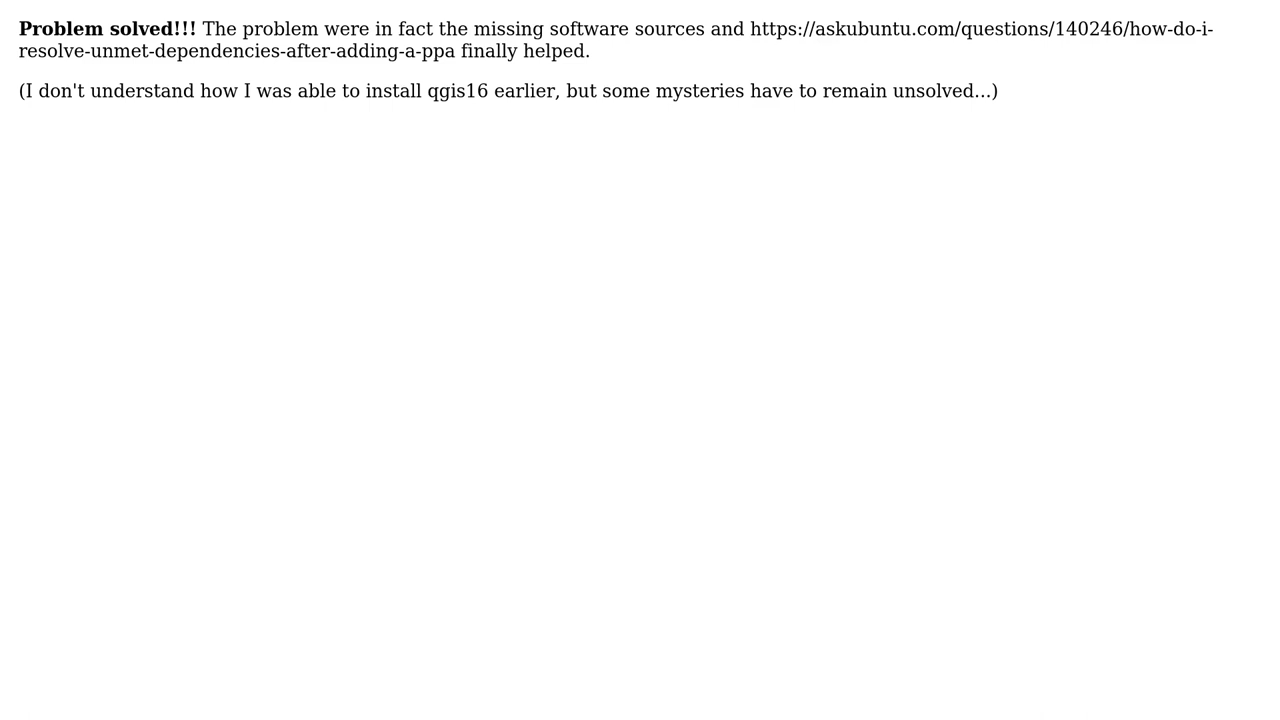 Problem solved!!! The problem were in fact the missing software sources and https://askubuntu.com/questions/140246/how-do-i-
resolve-unmet-dependencies-after-adding-a-ppa finally helped.
(I don't understand how I was able to install qgis16 earlier, but some mysteries have to remain unsolved...)